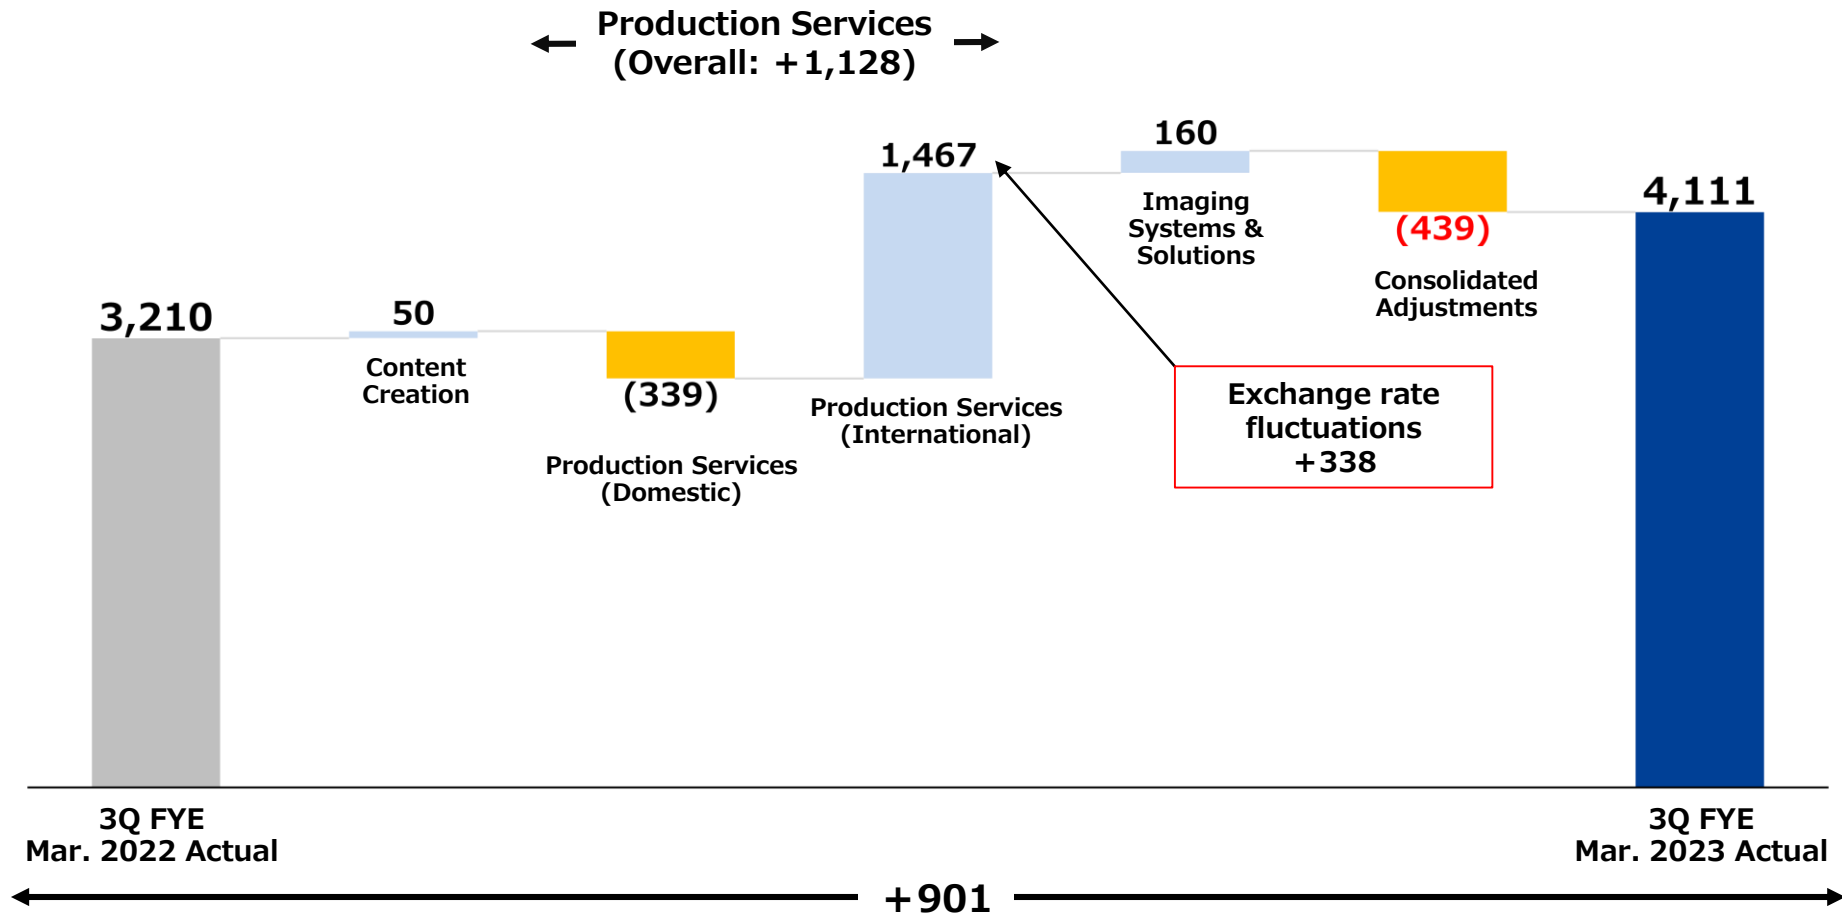 Production Services
(Overall: +1,128)
3,210
50
Content
Creation
(339)
Production Services
(Domestic)
1,467
Production Services
(International)
160
Imaging
Systems &
Solutions
(439)
Consolidated
Adjustments
4,111
Exchange rate
fluctuations
+338
3Q FYE
Mar. 2022 Actual
3Q FYE
Mar. 2023 Actual
+901